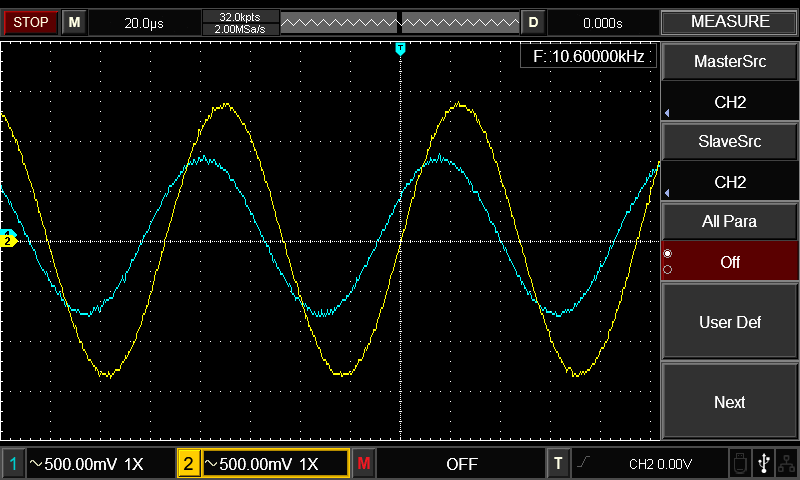 STOP M 20.0µs 32.0kpts D 0.000s MEASURE
2.00MSa/s
T
F: 10.60000kHz
MasterSrc
CH2
SlaveSrc
CH2
All Para
Off
User Def
Next
2
1 500.00mV 1X 2 500.00mV 1X M OFF T CH2 0.00V